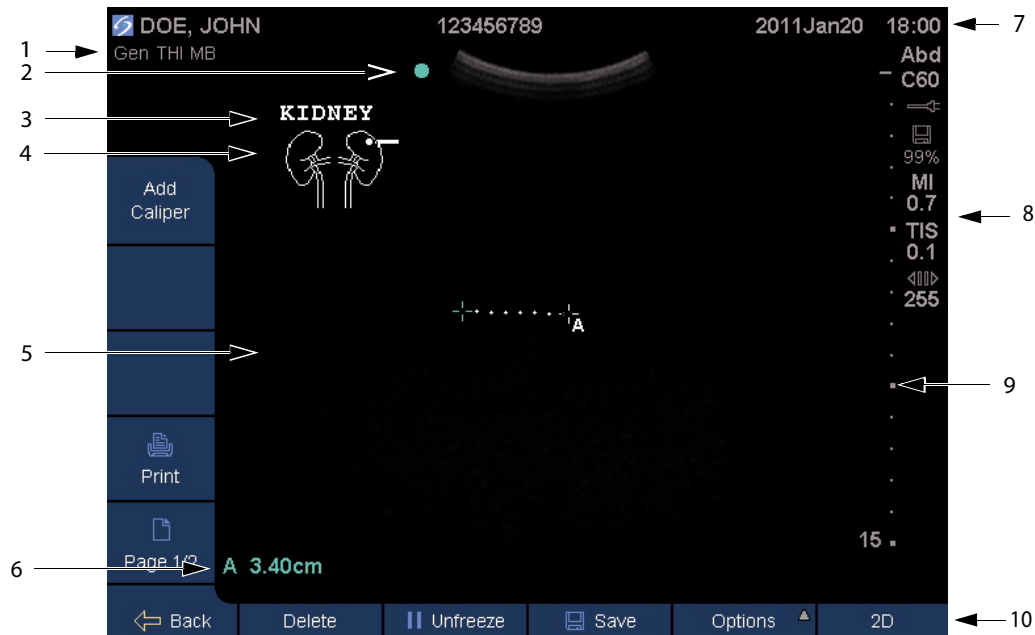 DOE, JOHN 123456789 2011Jan20 18:00
7
1
Gen THI MB
Abd
2
C60
3
KIDNEY
4
99%
Add
Caliper
MI
0.7
8
TIS
0.1
255
A
5
9
Print
15
Page 1/2
6
A 3.40cm
Back Delete Unfreeze Save Options 2D
10